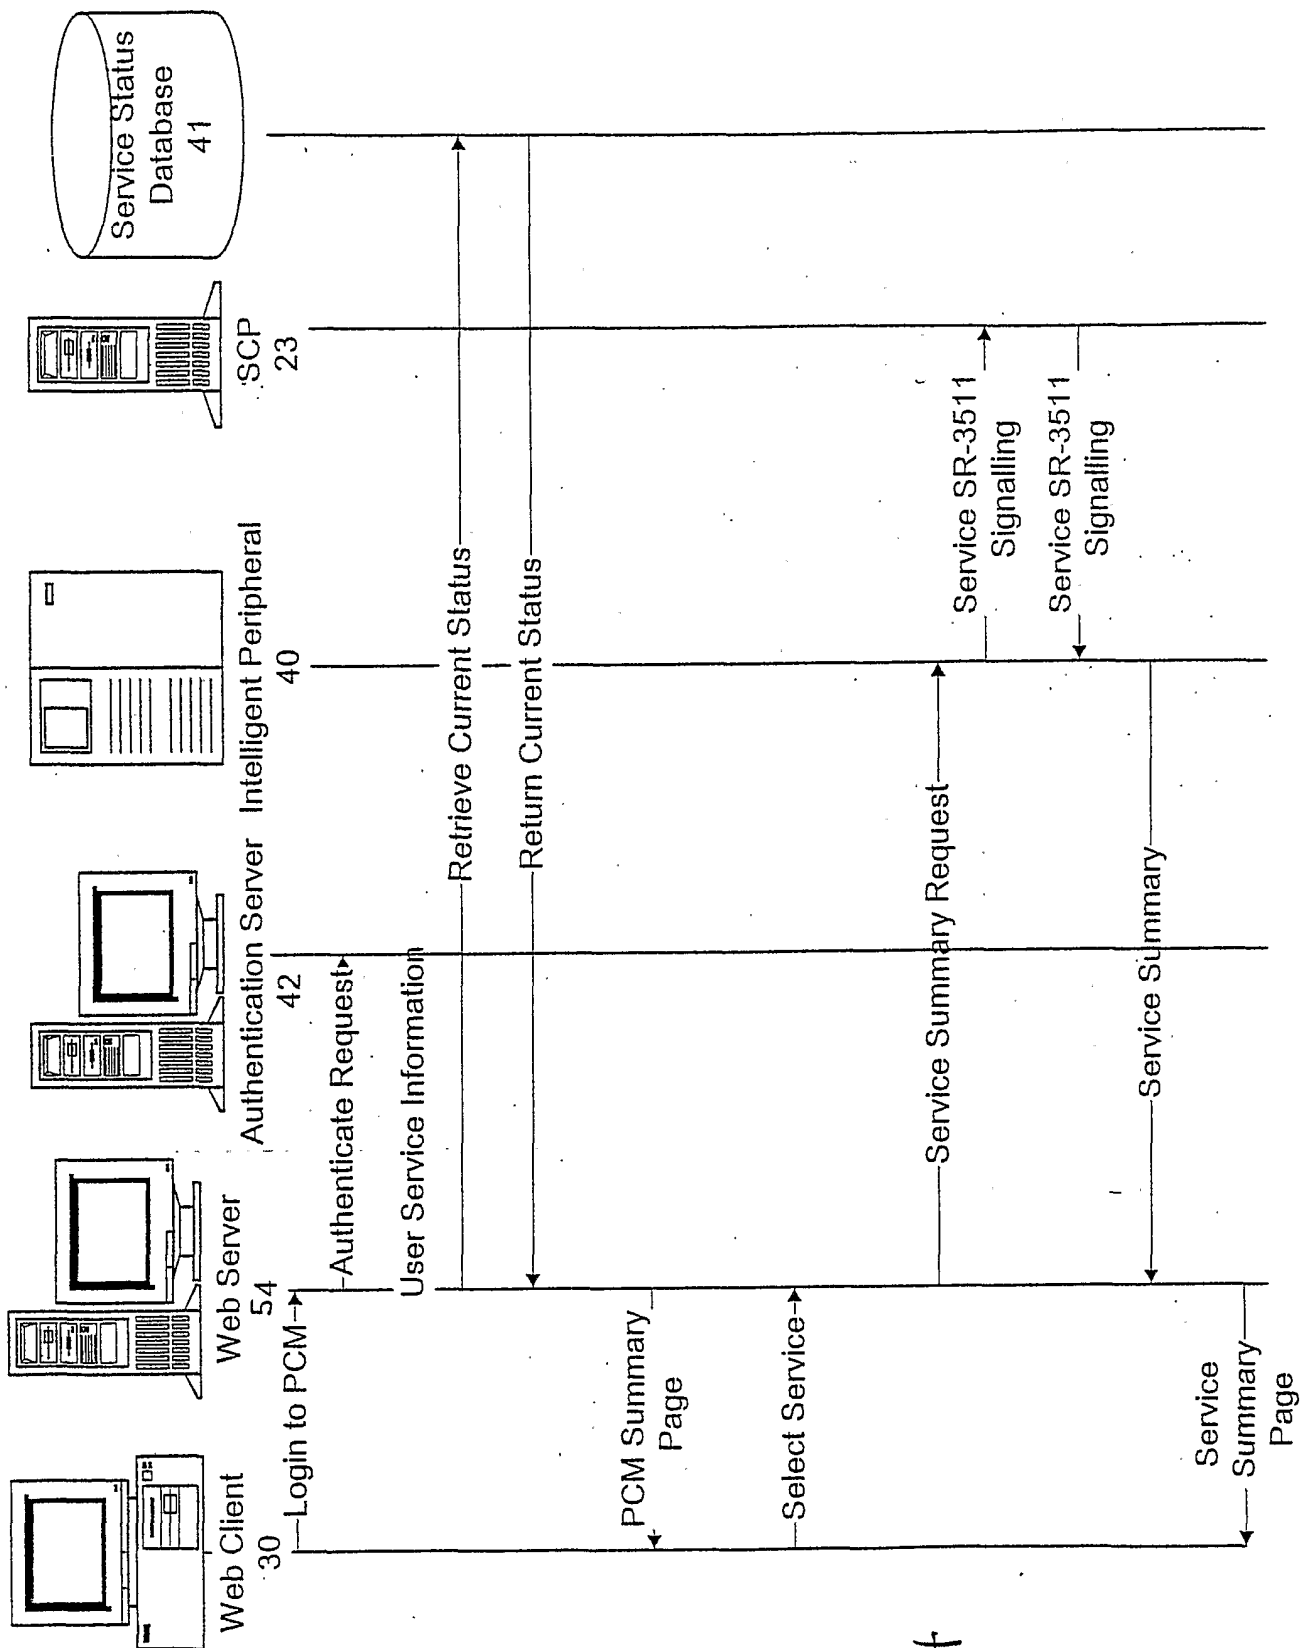 Web Client
30
Web Server
54
Authentication Server
42
Intelligent Peripheral
40
SCP
23
Service Status
Database
41
Login to PCM
Authenticate Request
User Service Information
Retrieve Current Status
Return Current Status
PCM Summary
Page
Select Service
Service Summary Request
Service SR-3511
Signalling
Service SR-3511
Signalling
Service Summary
Service
Summary
Page